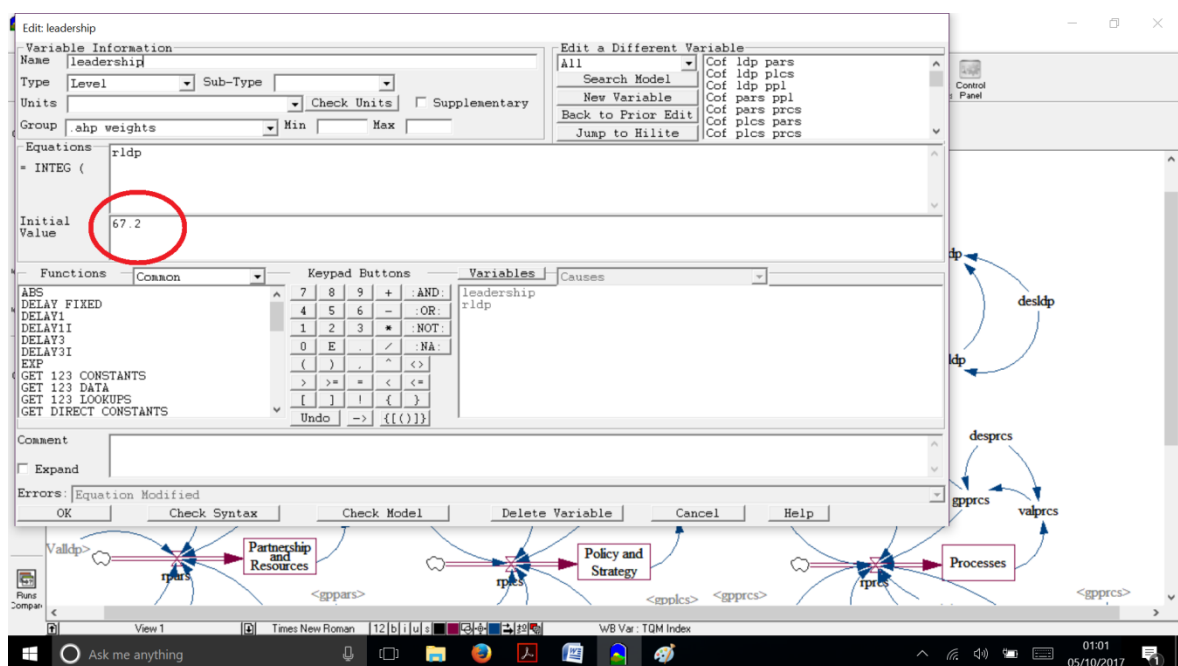 Edit: leadership
Variable Information
Name leadership
Type Level Sub-Type
Units Check Units Supplementary
Group .ahp weights Min Max
Edit a Different Variable
All
Search Model
New Variable
Back to Prior Edit
Jump to Hilite
Cof ldp pars
Cof ldp plcs
Cof ldp ppl
Cof pars ppl
Cof pars prcs
Cof plcs pars
Cof plcs prcs
Control
Panel
Equations
= INTEG (
rldp
Initial
Value
67.2
Functions Common
ABS
DELAY FIXED
DELAY1
DELAY1I
DELAY3
DELAY3I
EXP
GET 123 CONSTANTS
GET 123 DATA
GET 123 LOOKUPS
GET DIRECT CONSTANTS
Keypad Buttons
7 8 9 + :AND:
4 5 6 - :OR:
1 2 3 * :NOT:
0 E . / :NA:
( ) , ^ <>
> >= = < <=
[ ] ! { }
Undo -> {[()]}
Variables Causes
leadership
rldp
Comment
Expand
Errors: Equation Modified
OK Check Syntax Check Model Delete Variable Cancel Help
desldp
desprcs
gpprcs
valprcs
Valldp>
Partnership
and
Resources
rpars
Policy and
Strategy
Processes
rprcs
<gppars>
<gpplcs>
<gpprcs>
<gpprcs>
Runs
Compare
View 1 Times New Roman 12 b i u s WB Var : TQM Index
Ask me anything
01:01
05/10/2017